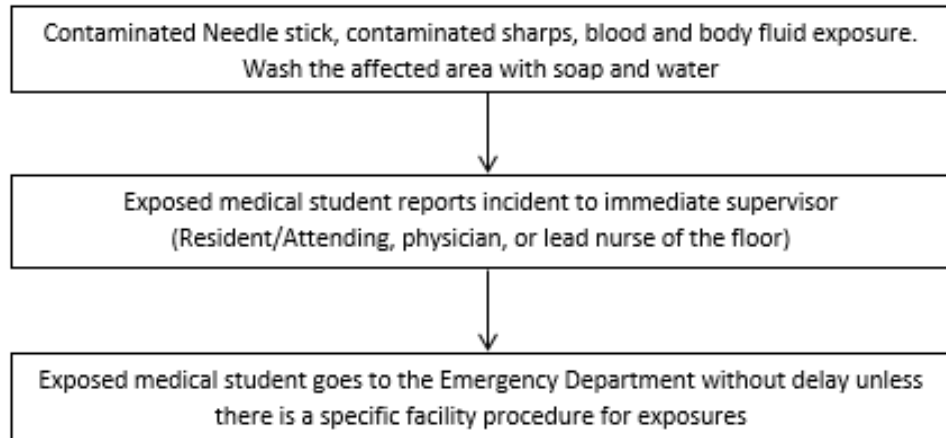 Contaminated Needle stick, contaminated sharps, blood and body fluid exposure.
Wash the affected area with soap and water
Exposed medical student reports incident to immediate supervisor
(Resident/Attending, physician, or lead nurse of the floor)
Exposed medical student goes to the Emergency Department without delay unless
there is a specific facility procedure for exposures